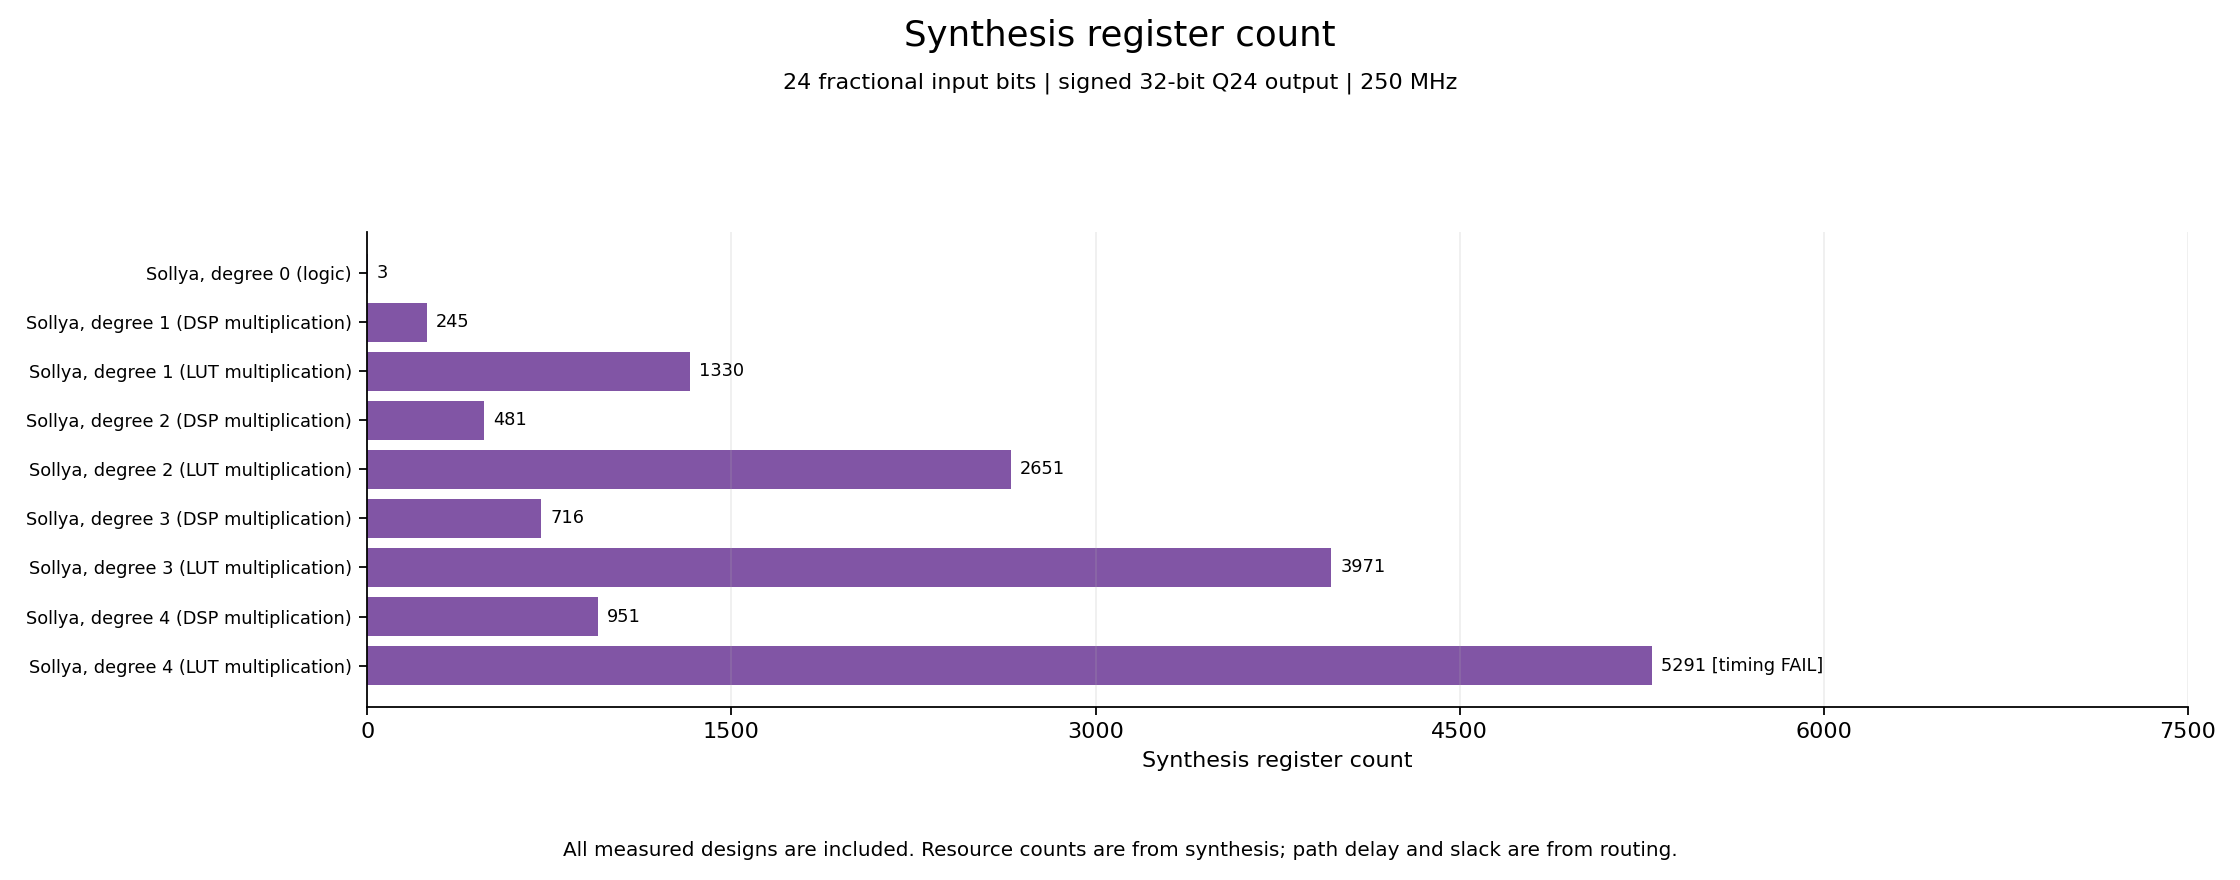 Synthesis register count
24 fractional input bits | signed 32-bit Q24 output | 250 MHz
Sollya, degree 0 (logic) 3
Sollya, degree 1 (DSP multiplication) 245
Sollya, degree 1 (LUT multiplication) 1330
Sollya, degree 2 (DSP multiplication) 481
Sollya, degree 2 (LUT multiplication) 2651
Sollya, degree 3 (DSP multiplication) 716
Sollya, degree 3 (LUT multiplication) 3971
Sollya, degree 4 (DSP multiplication) 951
Sollya, degree 4 (LUT multiplication) 5291 [timing FAIL]
0 1500 3000 4500 6000 7500
Synthesis register count
All measured designs are included. Resource counts are from synthesis; path delay and slack are from routing.